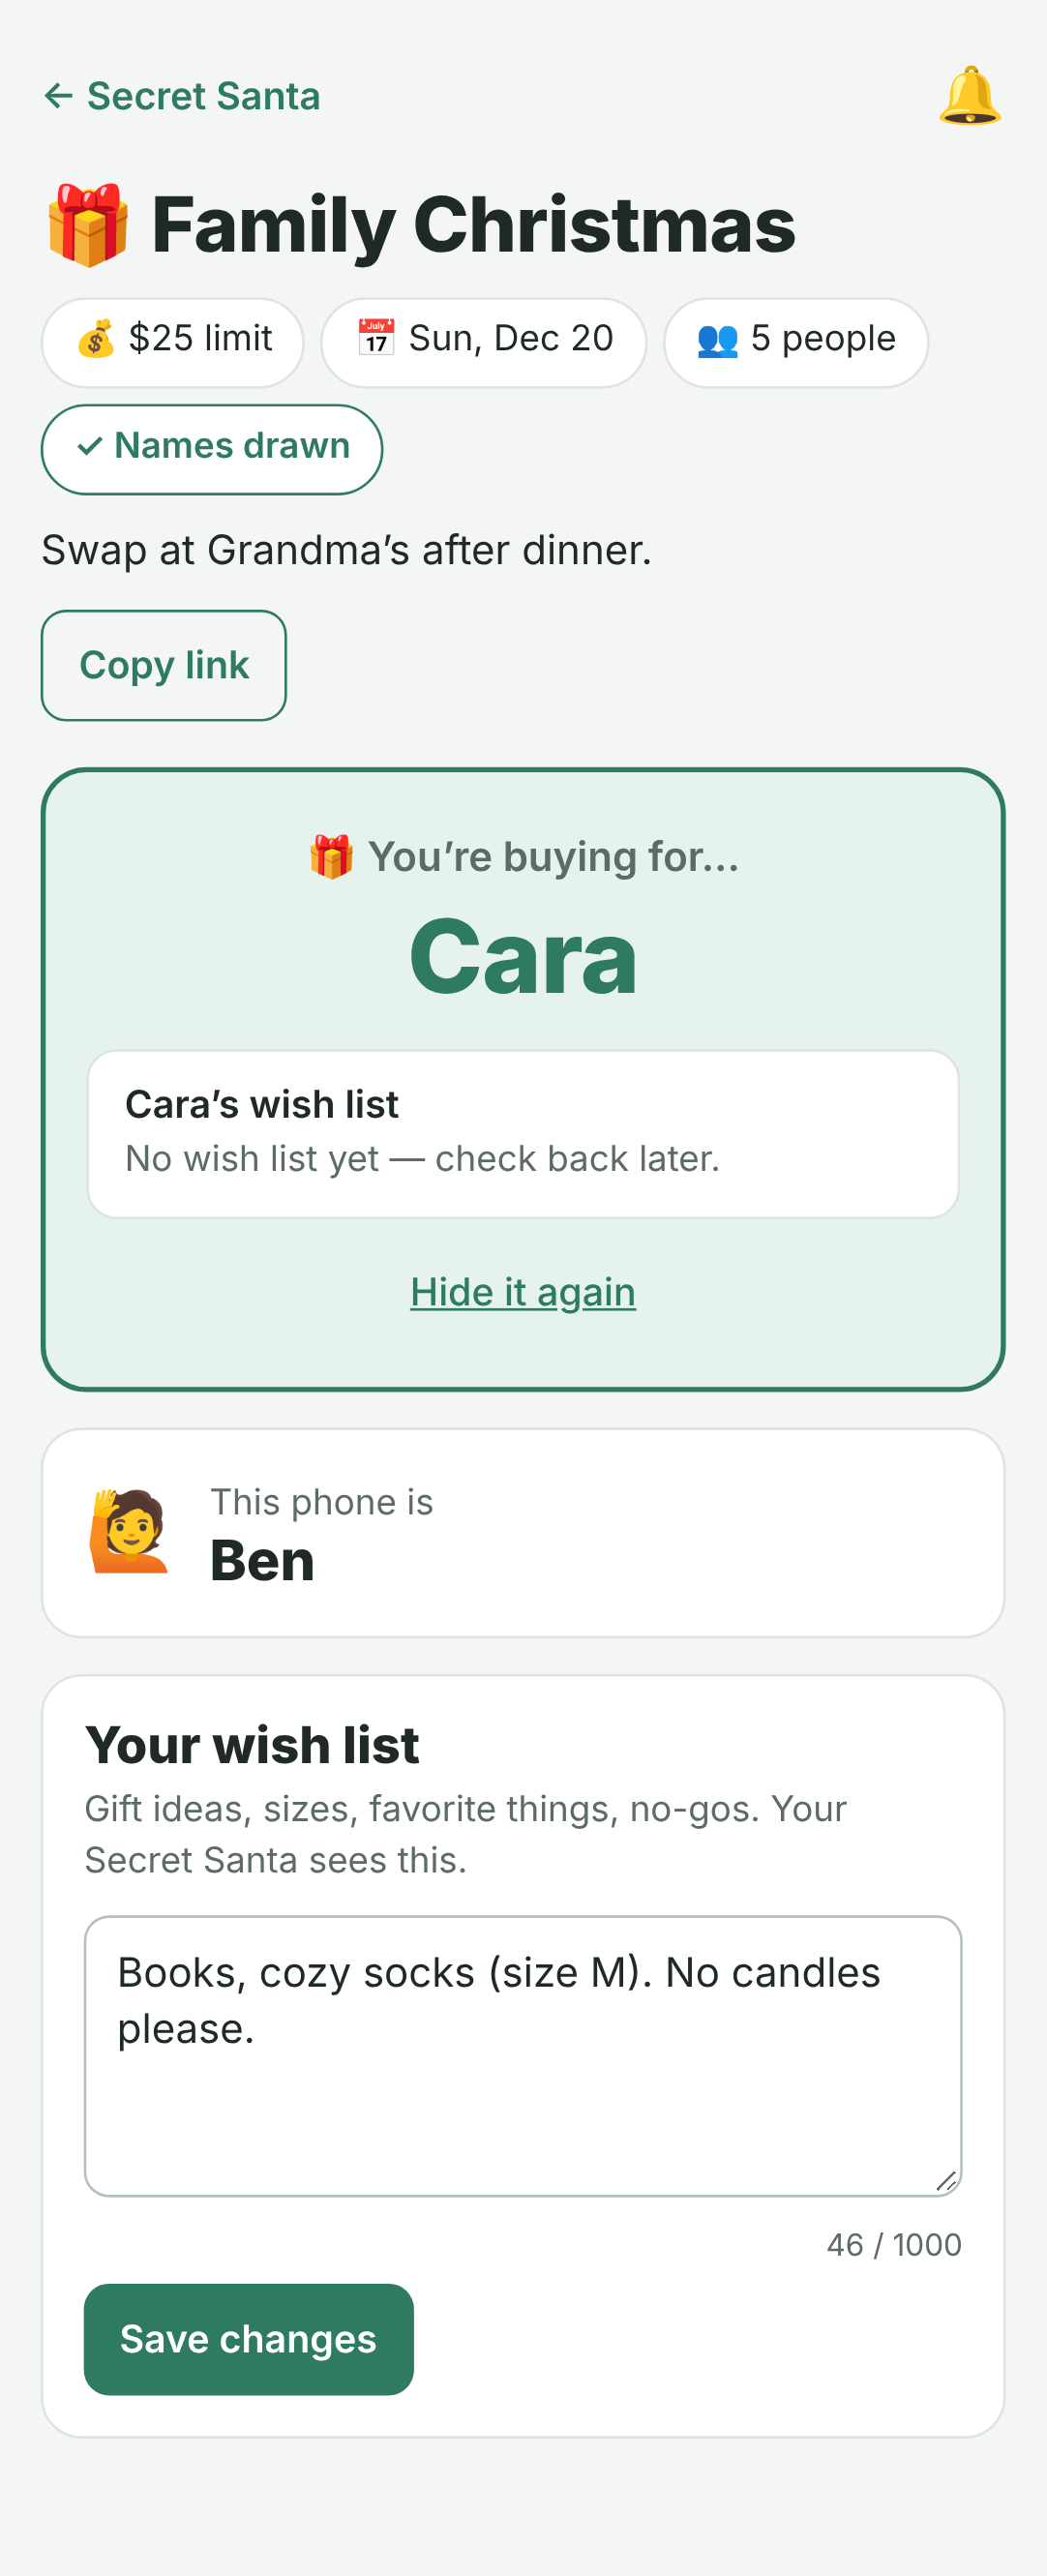 ← Secret Santa
Family Christmas
$25 limit
July 17 Sun, Dec 20
5 people
✓ Names drawn
Swap at Grandma’s after dinner.
Copy link
You’re buying for…
Cara
Cara’s wish list
No wish list yet — check back later.
Hide it again
This phone is
Ben
Your wish list
Gift ideas, sizes, favorite things, no-gos. Your
Secret Santa sees this.
Books, cozy socks (size M). No candles
please.
46 / 1000
Save changes